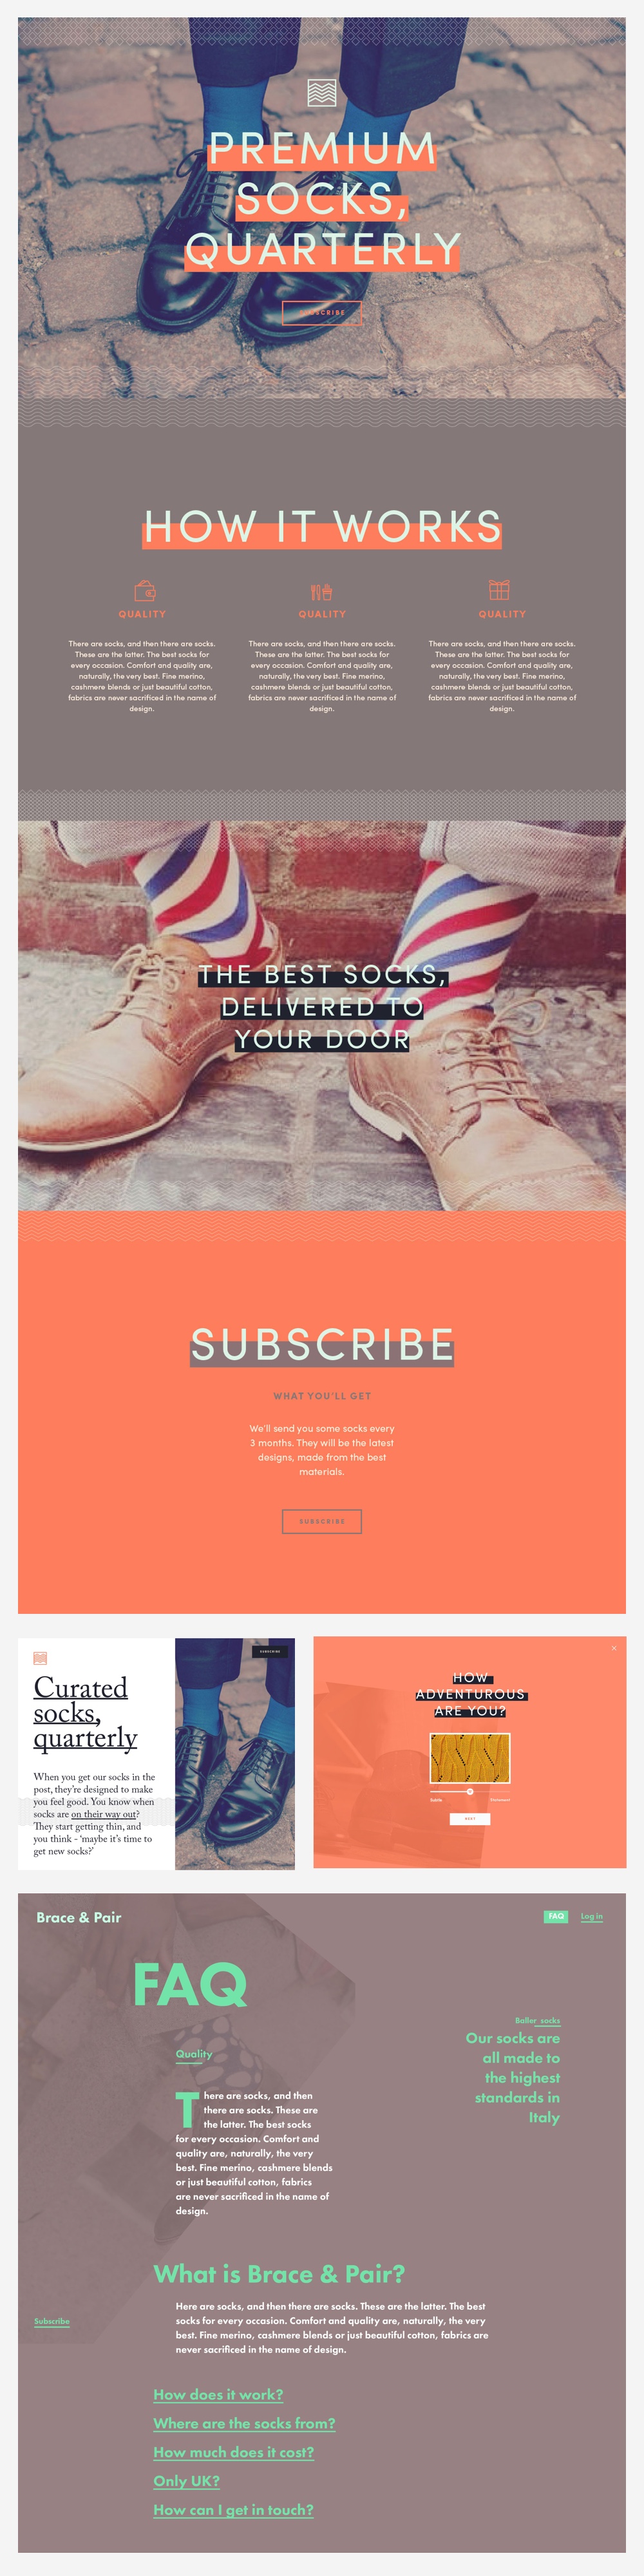 PREMIUM
SOCKS,
QUARTERLY
SUBSCRIBE
HOW IT WORKS
QUALITY
There are socks, and then there are socks.
These are the latter. The best socks for
every occasion. Comfort and quality are,
naturally, the very best. Fine merino,
cashmere blends or just beautiful cotton,
fabrics are never sacrificed in the name of
design.
QUALITY
There are socks, and then there are socks.
These are the latter. The best socks for
every occasion. Comfort and quality are,
naturally, the very best. Fine merino,
cashmere blends or just beautiful cotton,
fabrics are never sacrificed in the name of
design.
QUALITY
There are socks, and then there are socks.
These are the latter. The best socks for
every occasion. Comfort and quality are,
naturally, the very best. Fine merino,
cashmere blends or just beautiful cotton,
fabrics are never sacrificed in the name of
design.
THE BEST SOCKS,
DELIVERED TO
YOUR DOOR
SUBSCRIBE
WHAT YOU'LL GET
We'll send you some socks every
3 months. They will be the latest
designs, made from the best
materials.
SUBSCRIBE
Curated
socks,
quarterly
When you get our socks in the
post, they're designed to make
you feel good. You know when
socks are on their way out?
They start getting thin, and
you think - 'maybe it's time to
get new socks?'
SUBSCRIBE
HOW
ADVENTUROUS
ARE YOU?
Subtle
NEXT
Brace & Pair
FAQ
Log in
FAQ
Quality
There are socks, and then
there are socks. These are
the latter. The best socks
for every occasion. Comfort and
quality are, naturally, the very
best. Fine merino, cashmere blends
or just beautiful cotton, fabrics
are never sacrificed in the name of
design.
Baller socks
Our socks are
all made to
the highest
standards in
Italy
What is Brace & Pair?
Here are socks, and then there are socks. These are the latter. The best
socks for every occasion. Comfort and quality are, naturally, the very
best. Fine merino, cashmere blends or just beautiful cotton, fabrics are
never sacrificed in the name of design.
Subscribe
How does it work?
Where are the socks from?
How much does it cost?
Only UK?
How can I get in touch?